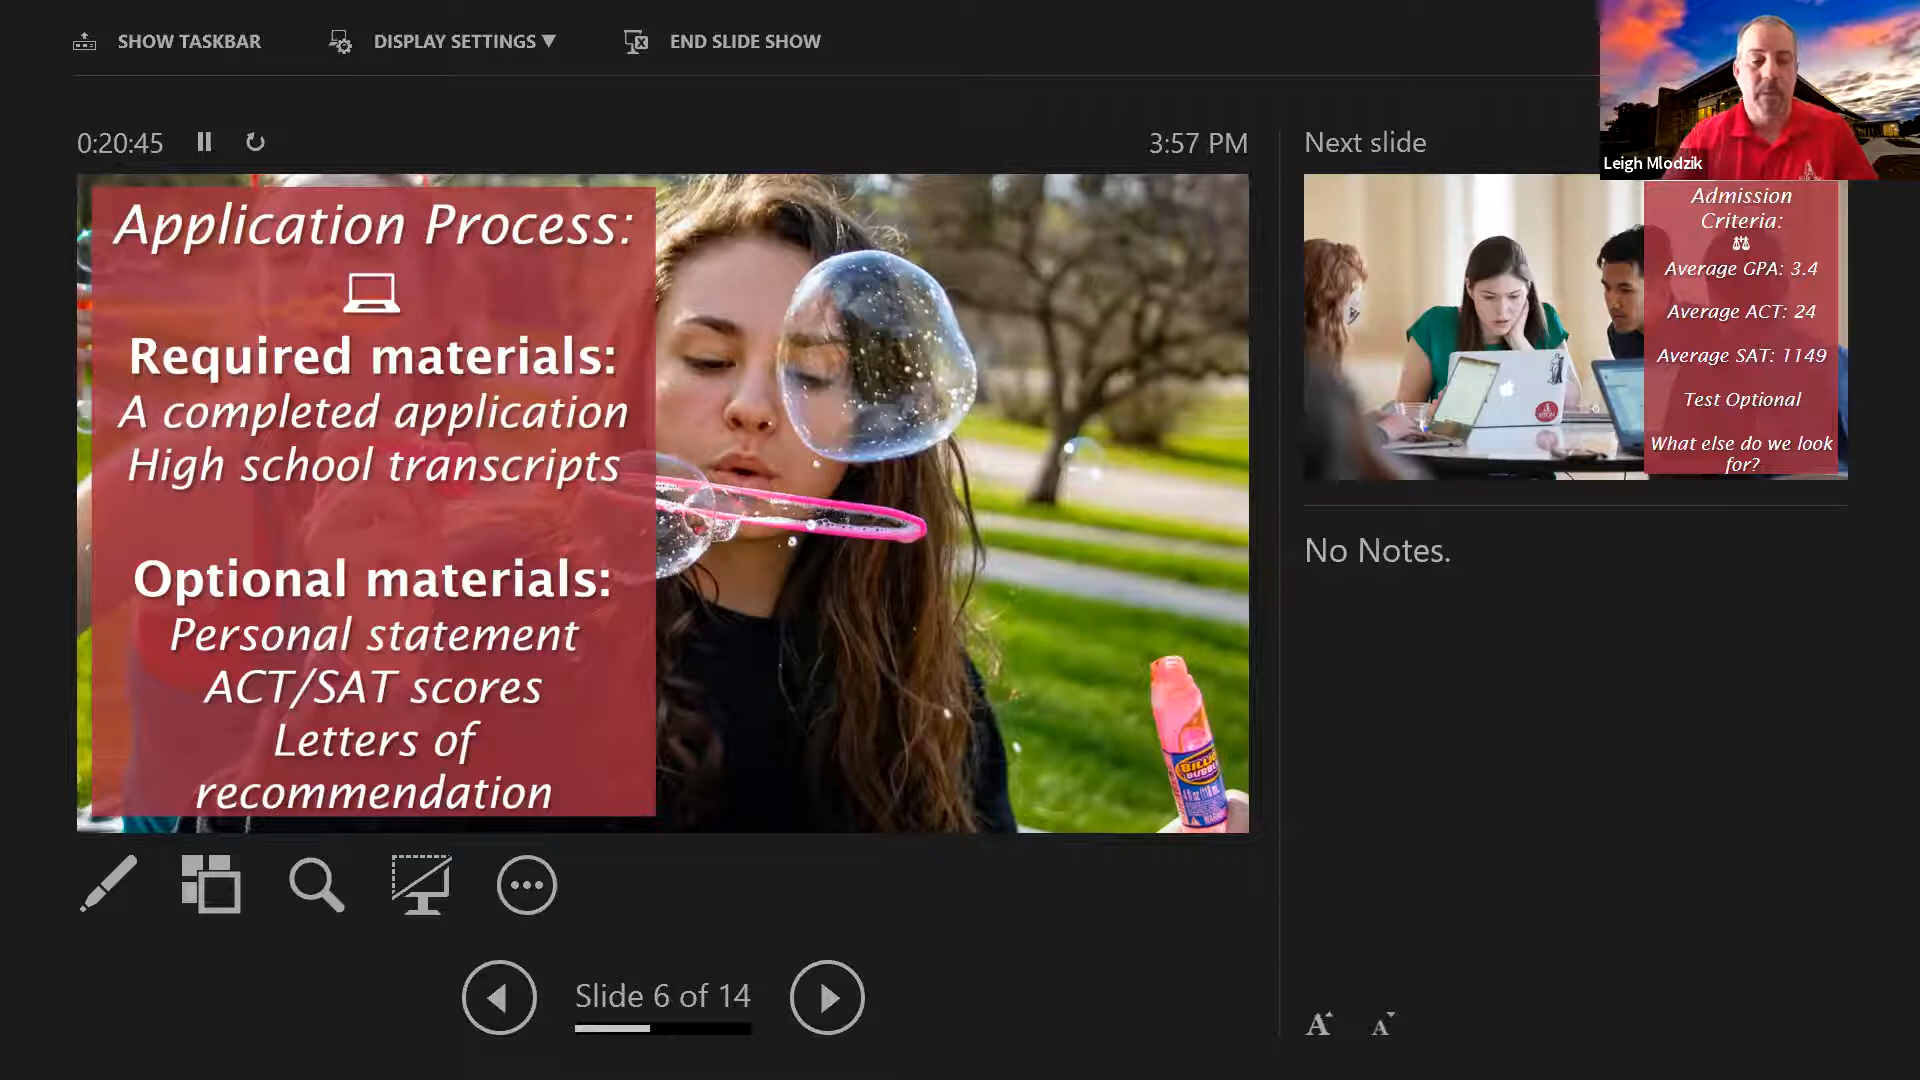 SHOW TASKBAR
DISPLAY SETTINGS ▼
END SLIDE SHOW
Leigh Mlodzik
0:20:45
3:57 PM
Next slide
Application Process:
Required materials:
A completed application
High school transcripts
Optional materials:
Personal statement
ACT/SAT scores
Letters of
recommendation
Admission
Criteria:
Average GPA: 3.4
Average ACT: 24
Average SAT: 1149
Test Optional
What else do we look
for?
No Notes.
Slide 6 of 14
A
A